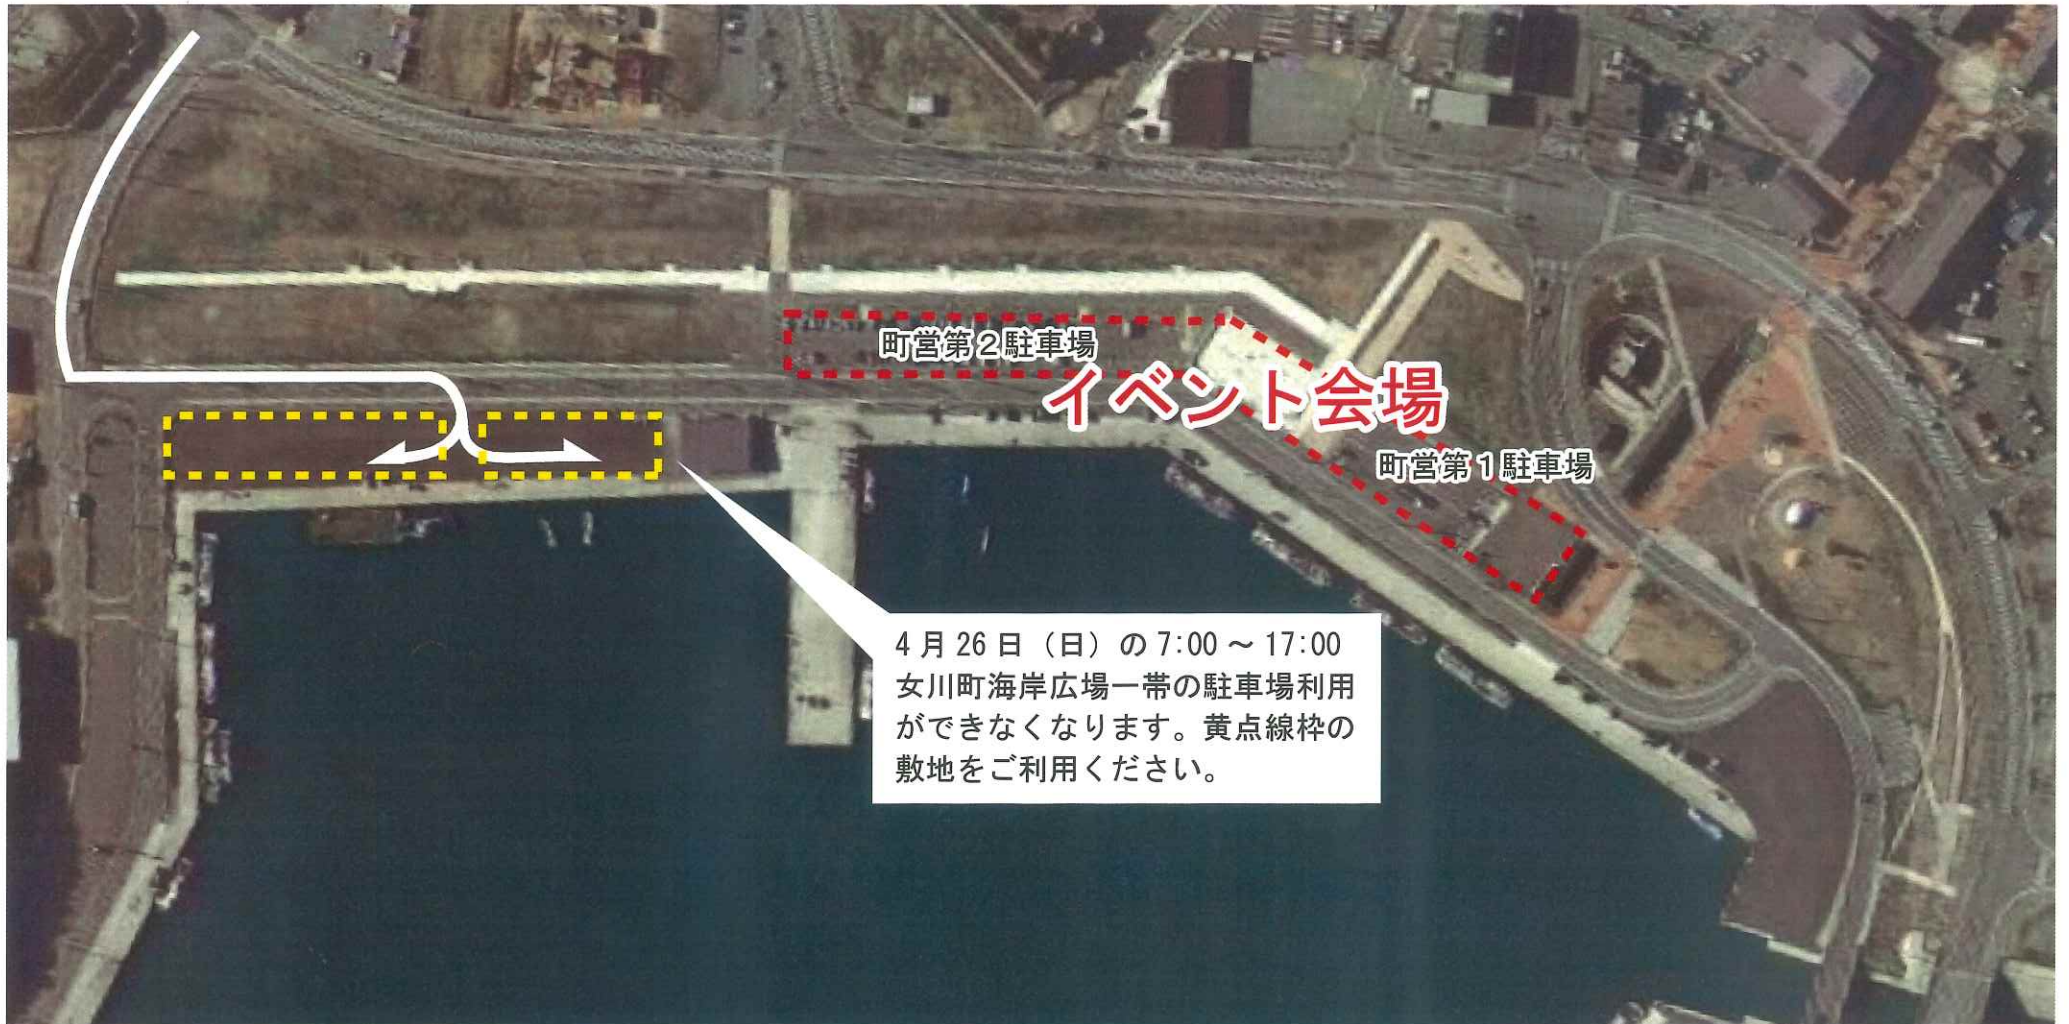 町営第2駐車場
イベント会場
町営第1駐車場
4月26日（日）の7:00～17:00
女川町海岸広場一帯の駐車場利用
ができなくなります。黄点線枠の
敷地をご利用ください。